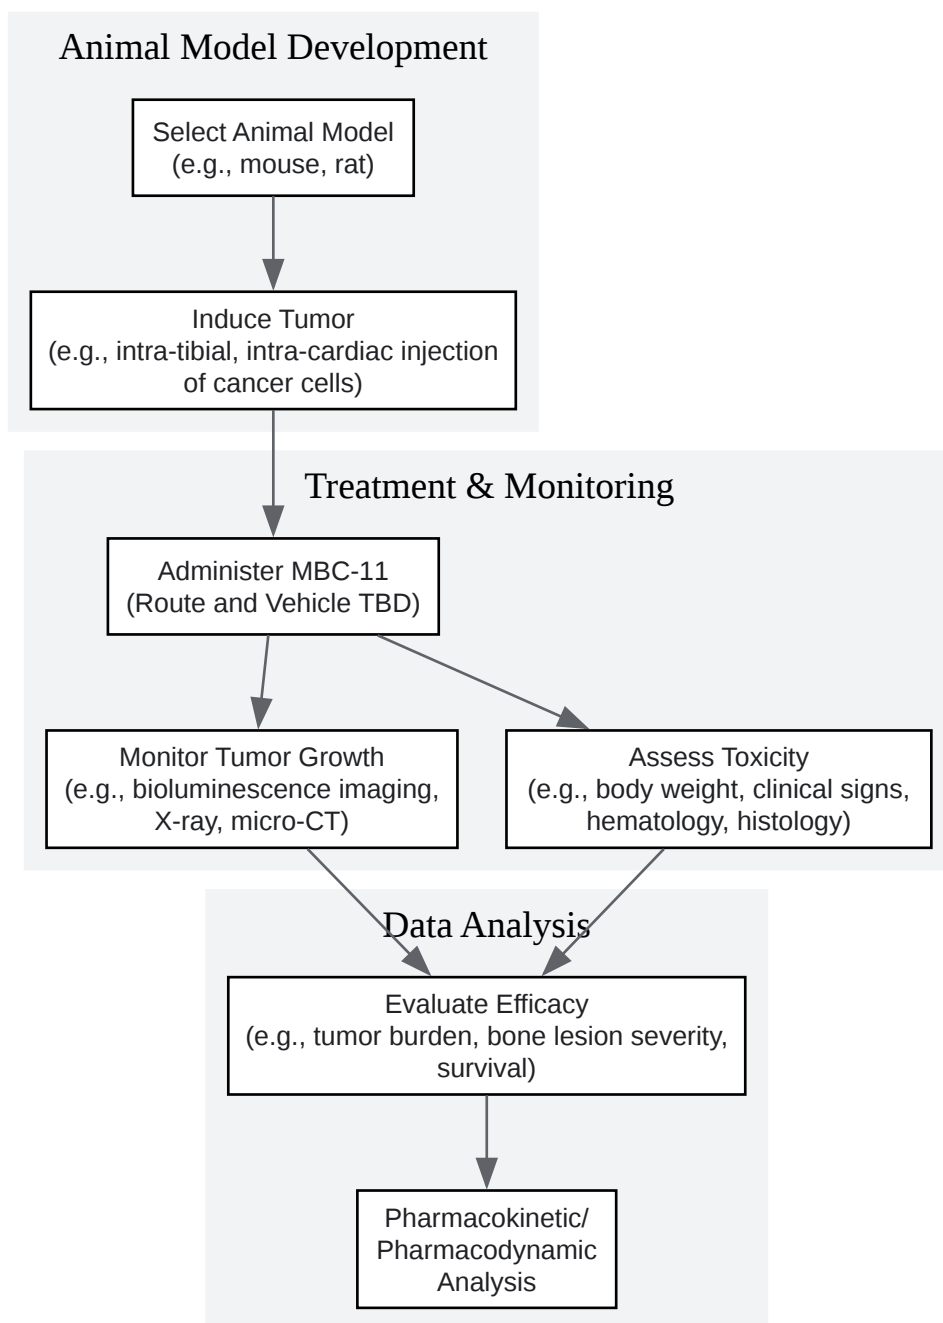 Animal Model Development
Select Animal Model
(e.g., mouse, rat)
Induce Tumor
(e.g., intra-tibial, intra-cardiac injection
of cancer cells)
Treatment & Monitoring
Administer MBC-11
(Route and Vehicle TBD)
Monitor Tumor Growth
(e.g., bioluminescence imaging,
X-ray, micro-CT)
Assess Toxicity
(e.g., body weight, clinical signs,
hematology, histology)
Data Analysis
Evaluate Efficacy
(e.g., tumor burden, bone lesion severity,
survival)
Pharmacokinetic/
Pharmacodynamic
Analysis